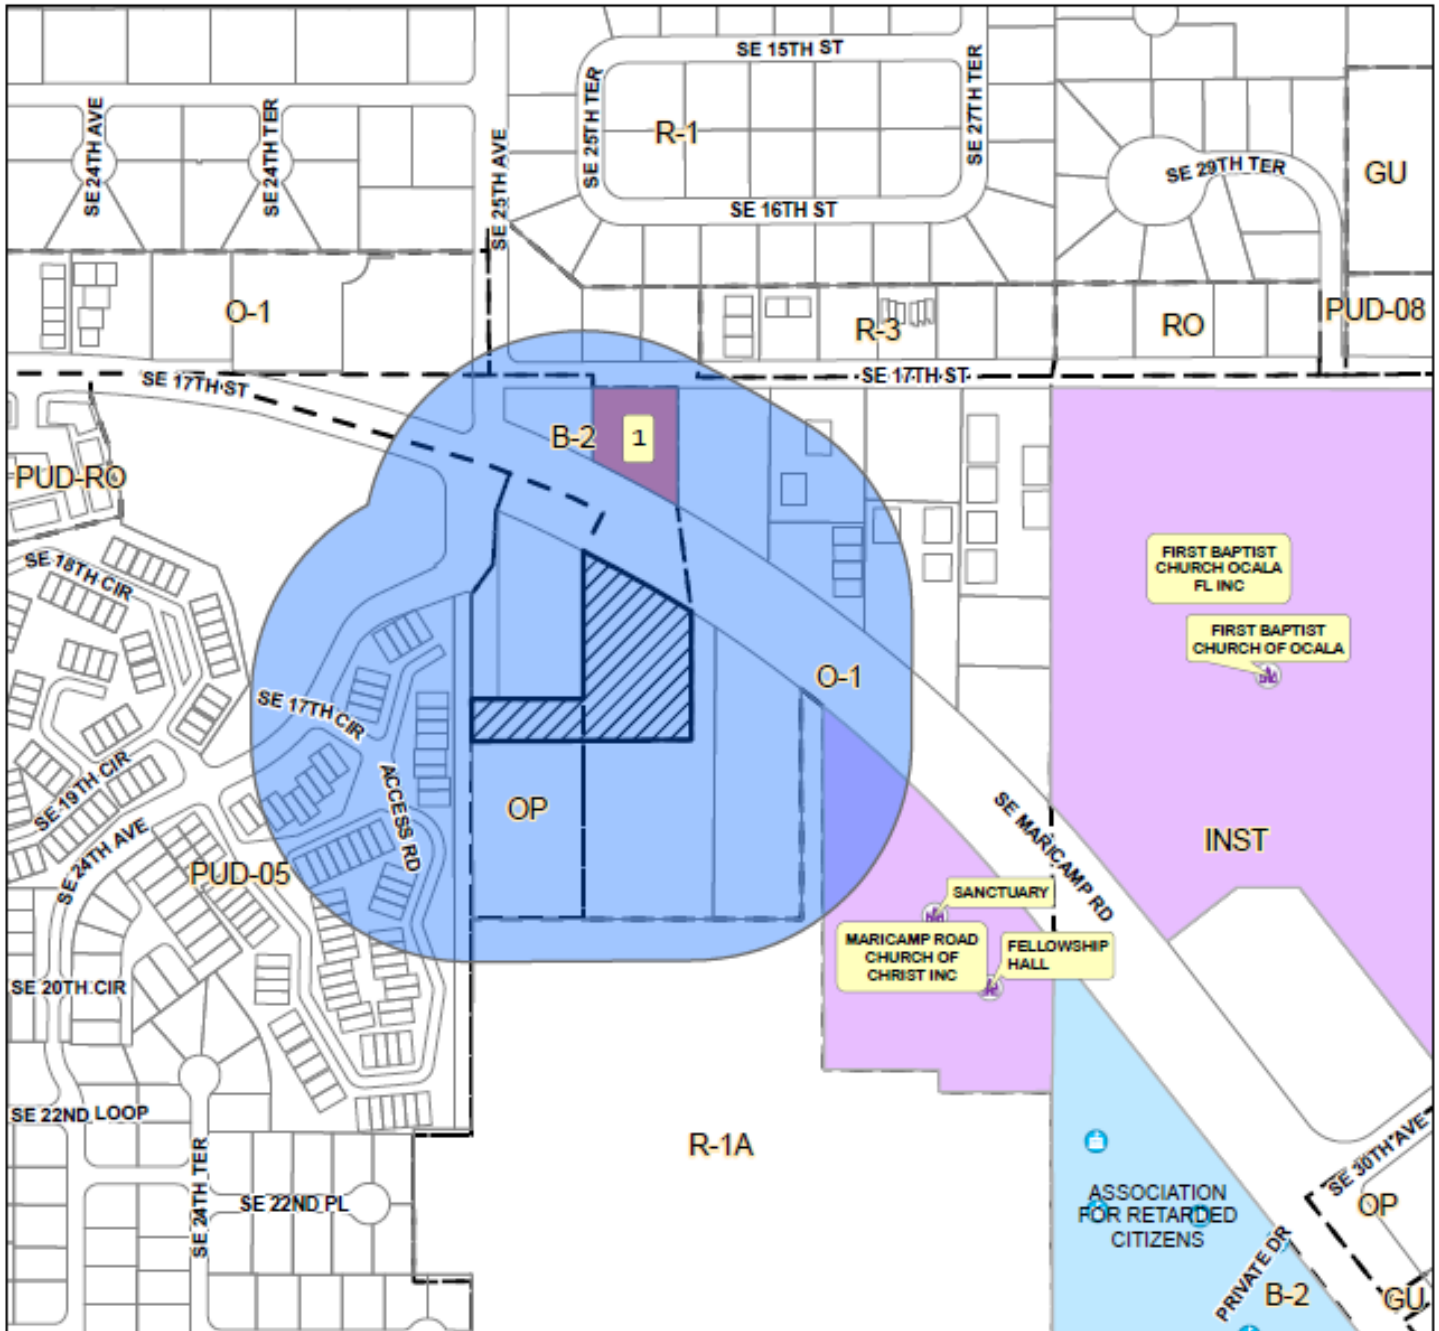 SE 15TH ST
SE 24TH AVE
SE 24TH TER
SE 25TH AVE
SE 25TH TER
R-1
SE 27TH TER
SE 29TH TER
GU
SE 16TH ST
O-1
R-3
RO
PUD-08
SE 17TH ST
SE 17TH ST
B-2
1
PUD-RO
SE 18TH CIR
FIRST BAPTIST
CHURCH OCALA
FL INC
FIRST BAPTIST
CHURCH OF OCALA
O-1
SE 17TH CIR
SE 19TH CIR
ACCESS RD
OP
SE MARICAMP RD
INST
SE 24TH AVE
PUD-05
SANCTUARY
MARICAMP ROAD
CHURCH OF
CHRIST INC
FELLOWSHIP
HALL
SE 20TH CIR
SE 22ND LOOP
R-1A
SE 24TH TER
SE 22ND PL
SE 30TH AVE
ASSOCIATION
FOR RETARDED
CITIZENS
OP
PRIVATE DR
B-2
GU